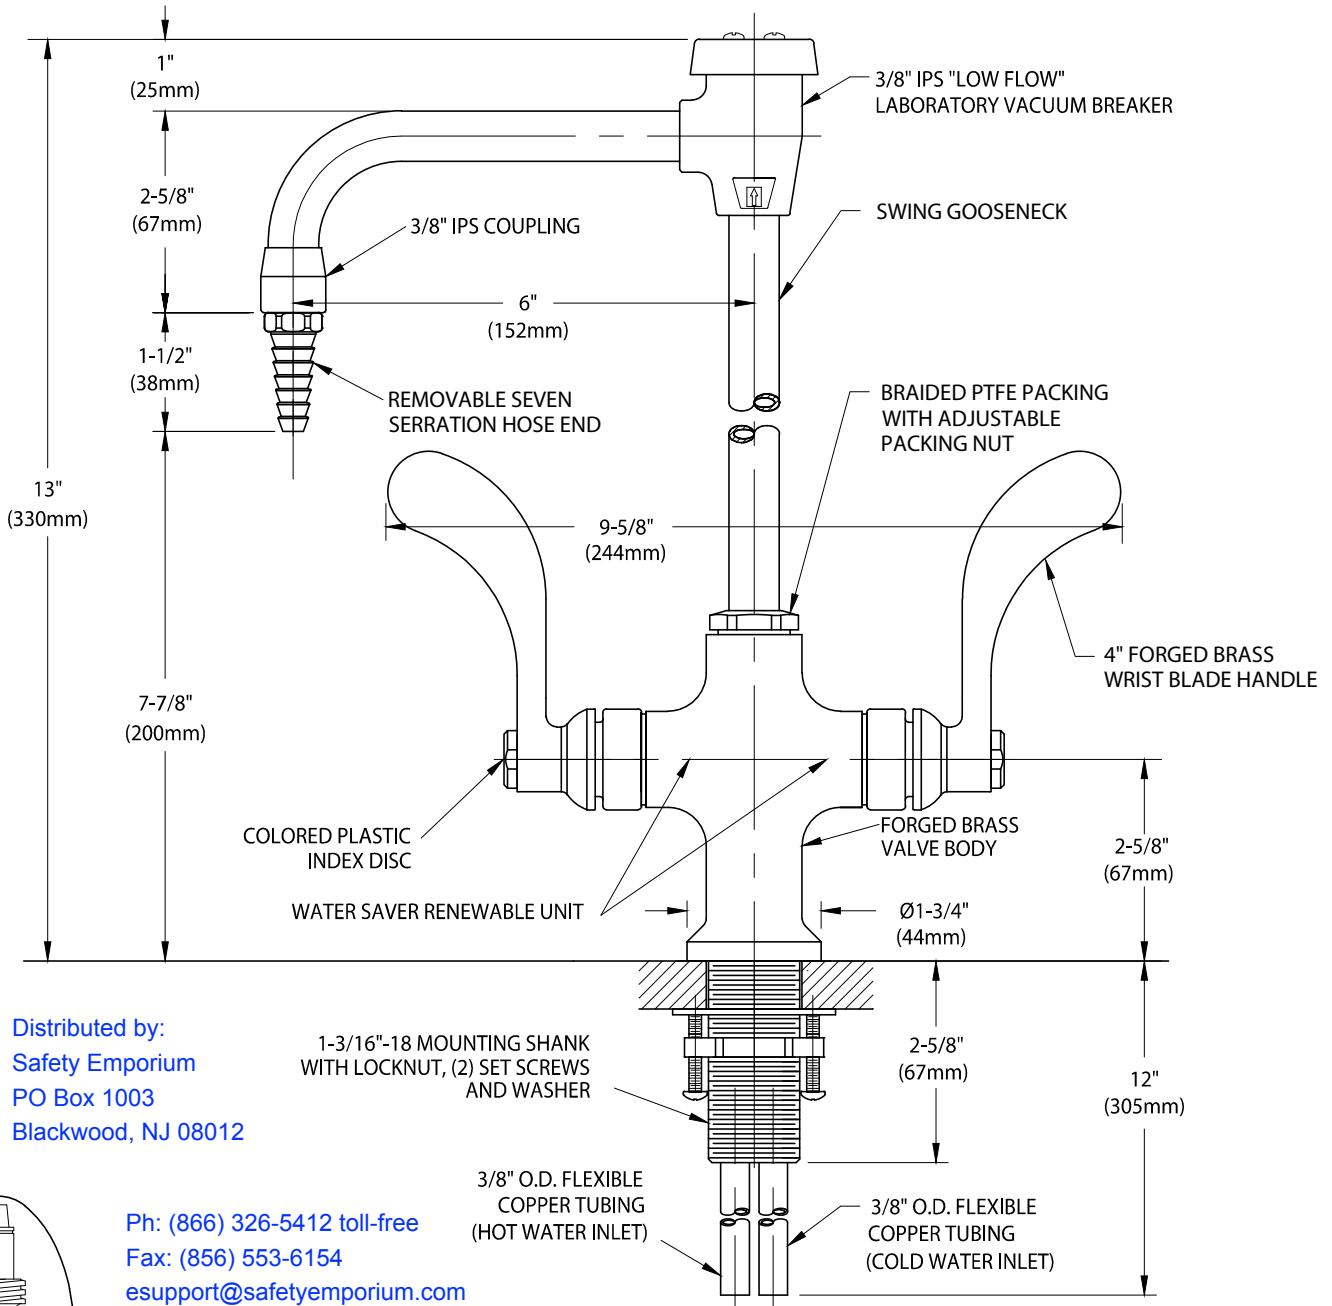 1"
(25mm)
3/8" IPS "LOW FLOW"
LABORATORY VACUUM BREAKER
2-5/8"
(67mm)
3/8" IPS COUPLING
SWING GOOSENECK
6"
(152mm)
1-1/2"
(38mm)
REMOVABLE SEVEN
SERRATION HOSE END
BRAIDED PTFE PACKING
WITH ADJUSTABLE
PACKING NUT
13"
(330mm)
9-5/8"
(244mm)
4" FORGED BRASS
WRIST BLADE HANDLE
7-7/8"
(200mm)
COLORED PLASTIC
INDEX DISC
FORGED BRASS
VALVE BODY
2-5/8"
(67mm)
WATER SAVER RENEWABLE UNIT
Ø1-3/4"
(44mm)
Distributed by:
Safety Emporium
PO Box 1003
Blackwood, NJ 08012
1-3/16"-18 MOUNTING SHANK
WITH LOCKNUT, (2) SET SCREWS
AND WASHER
2-5/8"
(67mm)
12"
(305mm)
3/8" O.D. FLEXIBLE
COPPER TUBING
(HOT WATER INLET)
3/8" O.D. FLEXIBLE
COPPER TUBING
(COLD WATER INLET)
Ph: (866) 326-5412 toll-free
Fax: (856) 553-6154
esupport@safetyemporium.com